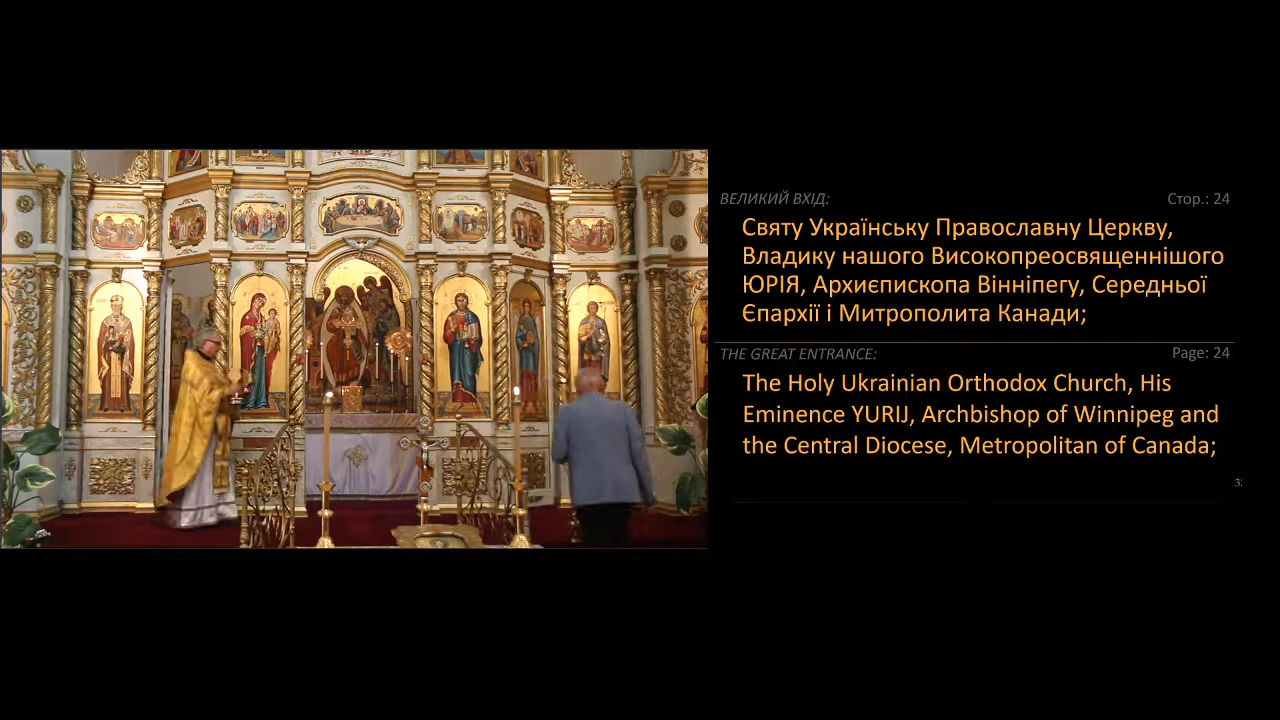 ВЕЛИКИЙ ВХІД:
Стор.: 24
Святу Українську Православну Церкву,
Владику нашого Високопреосвященнішого
ЮРІЯ, Архиєпископа Вінніпегу, Середньої
Єпархії і Митрополита Канади;
THE GREAT ENTRANCE:
Page: 24
The Holy Ukrainian Orthodox Church, His
Eminence YURIJ, Archbishop of Winnipeg and
the Central Diocese, Metropolitan of Canada;